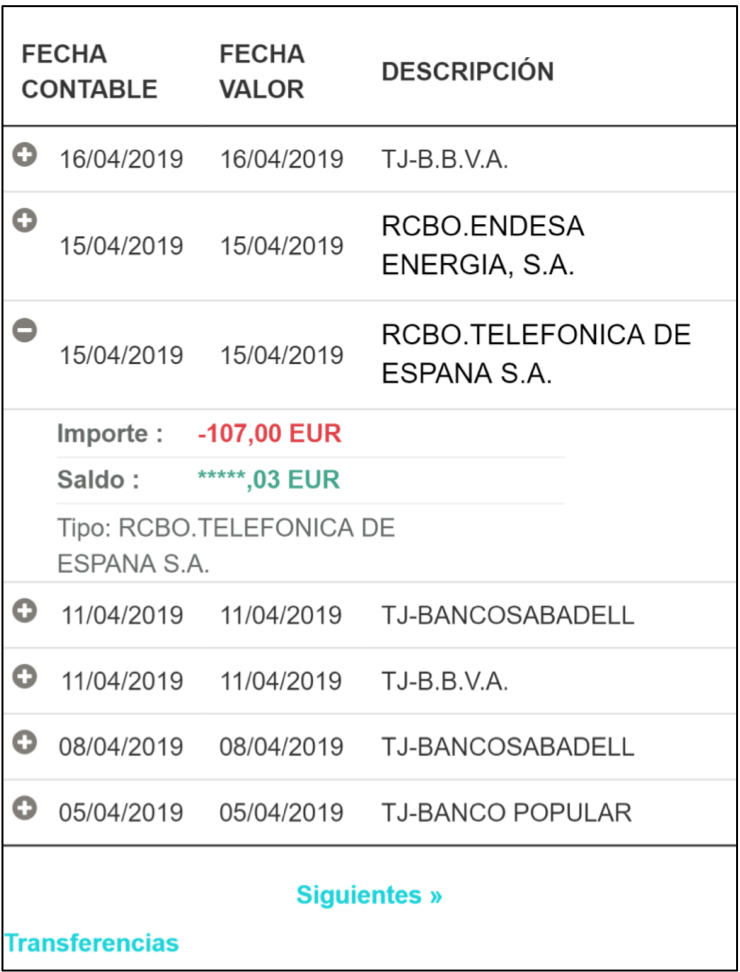 FECHA CONTABLE FECHA VALOR DESCRIPCIÓN
16/04/2019 16/04/2019 TJ-B.B.V.A.
15/04/2019 15/04/2019 RCBO.ENDESA
ENERGIA, S.A.
15/04/2019 15/04/2019 RCBO.TELEFONICA DE
ESPANA S.A.
Importe : -107,00 EUR
Saldo : *****,03 EUR
Tipo: RCBO.TELEFONICA DE
ESPANA S.A.
11/04/2019 11/04/2019 TJ-BANCOSABADELL
11/04/2019 11/04/2019 TJ-B.B.V.A.
08/04/2019 08/04/2019 TJ-BANCOSABADELL
05/04/2019 05/04/2019 TJ-BANCO POPULAR
Siguientes »
Transferencias